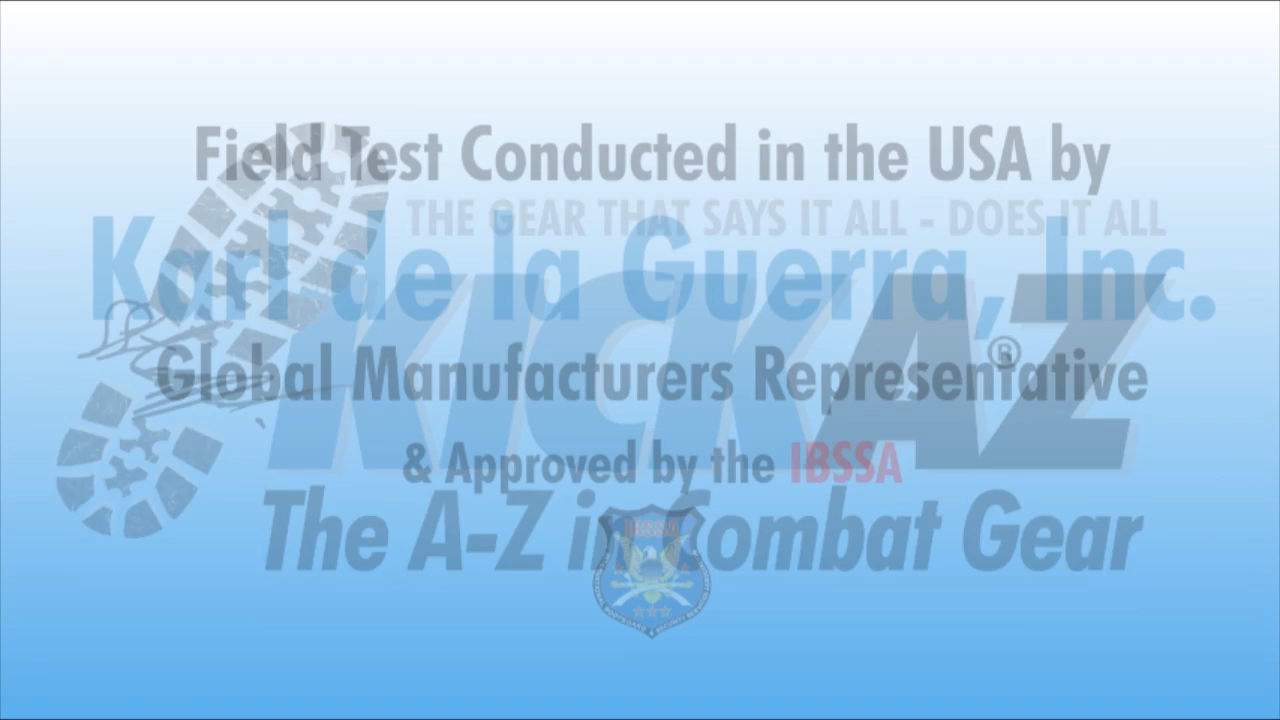 Field Test Conducted in the USA by
THE GEAR THAT SAYS IT ALL - DOES IT ALL
Karl de la Guerra, Inc.
KICKAZ®
Global Manufacturers Representative
& Approved by the IBSSA
The A-Z in Combat Gear
IBSSA